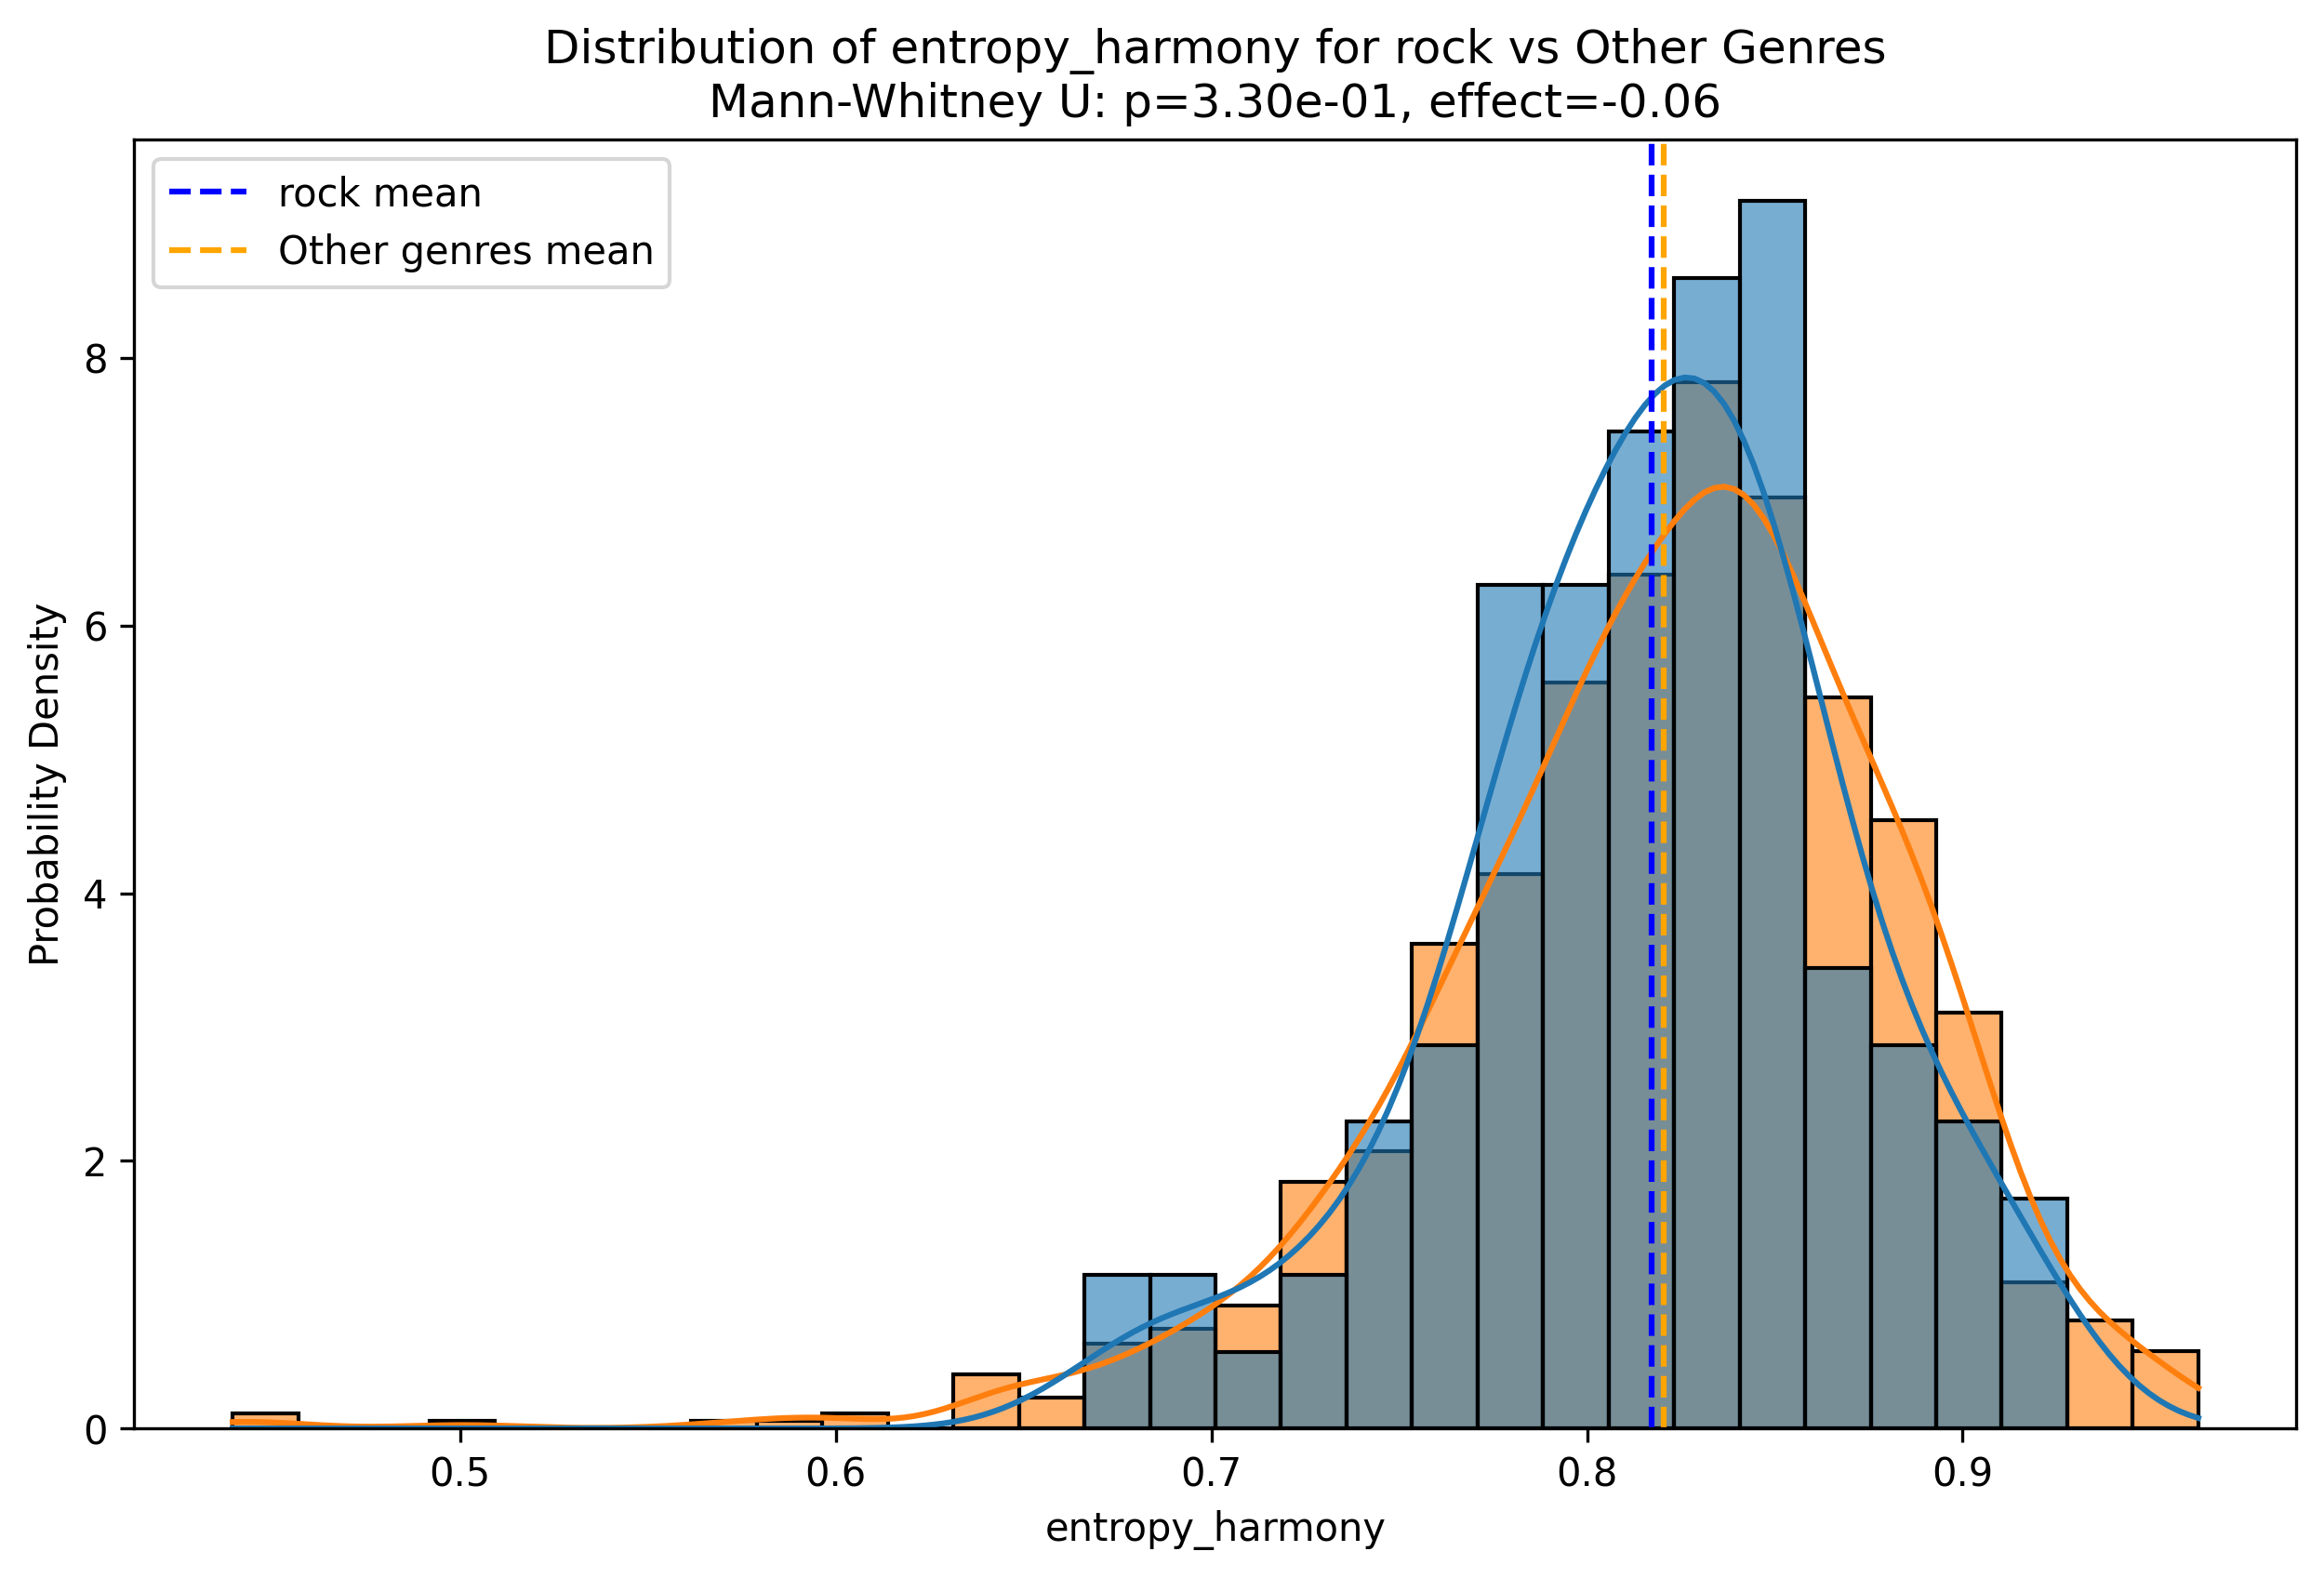 Distribution of entropy_harmony for rock vs Other Genres
Mann-Whitney U: p=3.30e-01, effect=-0.06
rock mean
Other genres mean
Probability Density
8
6
4
2
0
0.5 0.6 0.7 0.8 0.9
entropy_harmony